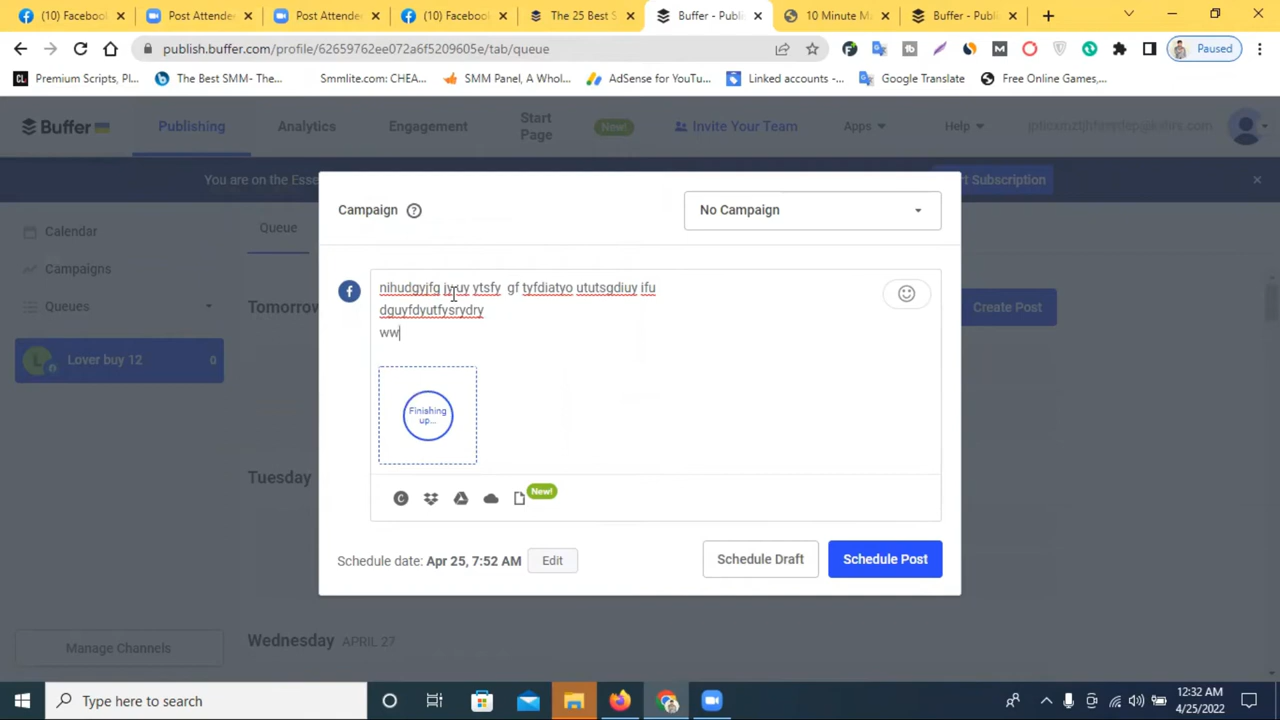 (10) Facebook
Post Attende
Post Attende
(10) Facebook
The 25 Best S
Buffer - Publi
10 Minute M
Buffer - Publi
publish.buffer.com/profile/62659762ee072a6f5209605e/tab/queue
Paused
Premium Scripts, Pl...
The Best SMM- The...
Smmlite.com: CHEA...
SMM Panel, A Whol...
AdSense for YouTu...
Linked accounts -...
Google Translate
Free Online Games,...
Buffer
Publishing
Analytics
Engagement
Start Page
New!
Invite Your Team
Apps
Help
You are on the Esse
rt Subscription
Calendar
Campaigns
Queues
Lover buy 12
0
Manage Channels
Queue
Tomorrow
Create Post
Tuesday
Wednesday APRIL 27
Campaign ?
No Campaign
nihudgyjfg jyruy ytsfy gf tyfdiatyo ututsgdiuy ifu
dguyfdyutfysrydry
ww
Finishing
up...
New!
Schedule date: Apr 25, 7:52 AM
Edit
Schedule Draft
Schedule Post
Type here to search
12:32 AM
4/25/2022